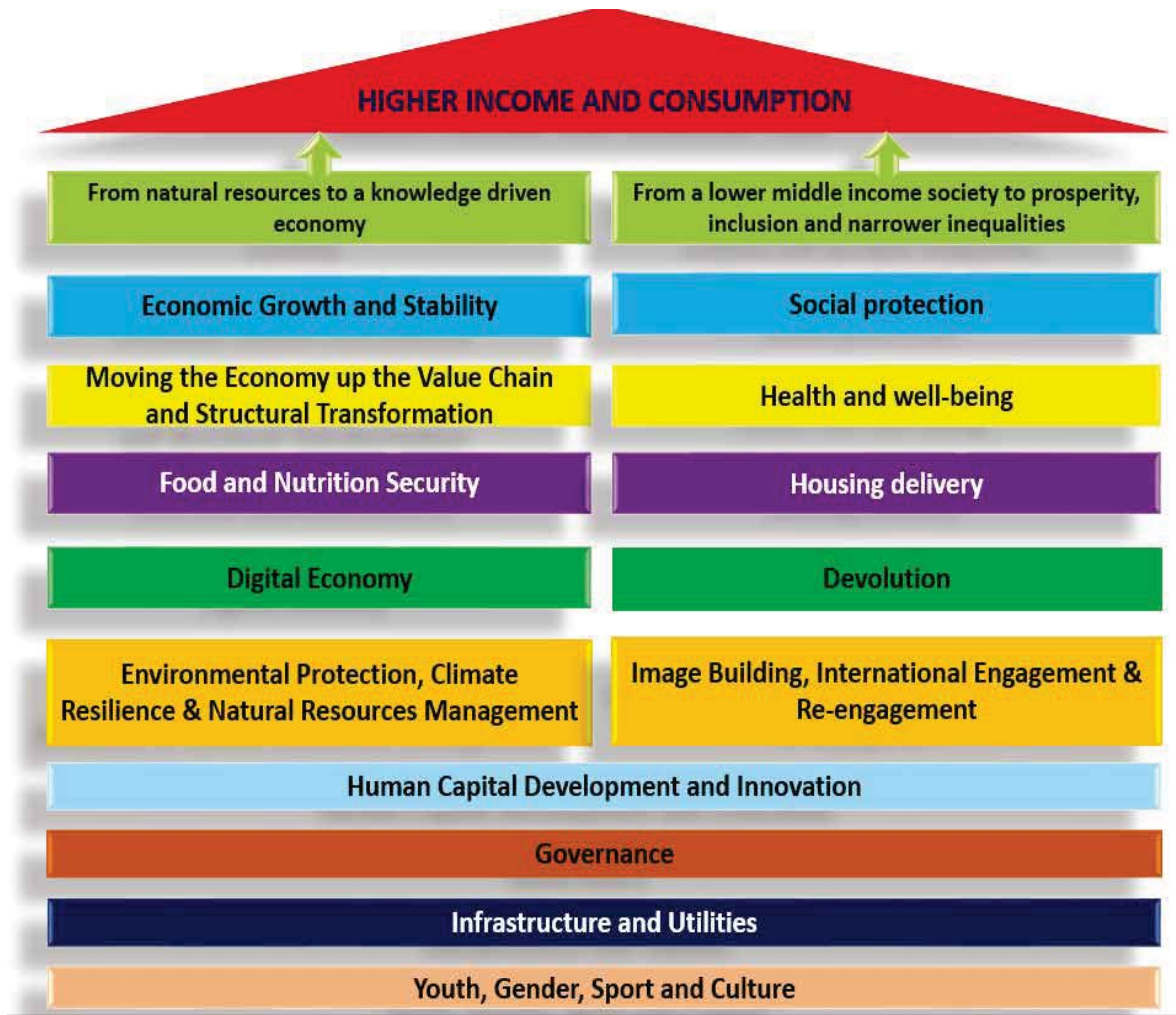 HIGHER INCOME AND CONSUMPTION
From natural resources to a knowledge driven
economy
From a lower middle income society to prosperity,
inclusion and narrower inequalities
Economic Growth and Stability
Social protection
Moving the Economy up the Value Chain
and Structural Transformation
Health and well-being
Food and Nutrition Security
Housing delivery
Digital Economy
Devolution
Environmental Protection, Climate
Resilience & Natural Resources Management
Image Building, International Engagement &
Re-engagement
Human Capital Development and Innovation
Governance
Infrastructure and Utilities
Youth, Gender, Sport and Culture